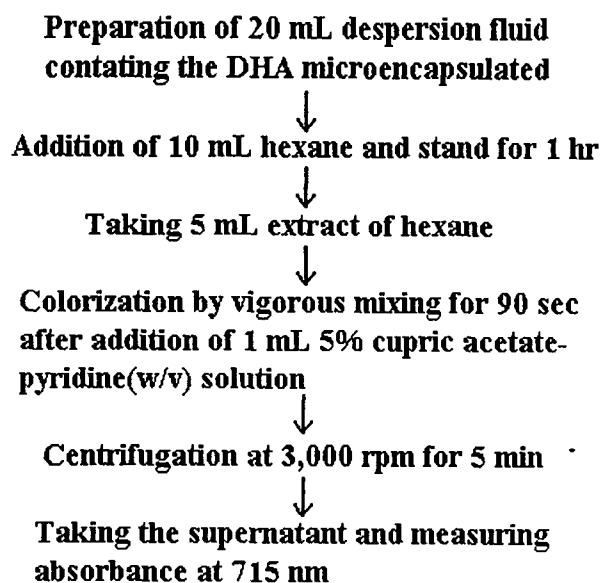 Preparation of 20 mL despersion fluid
contating the DHA microencapsulated
Addition of 10 mL hexane and stand for 1 hr
Taking 5 mL extract of hexane
Colorization by vigorous mixing for 90 sec
after addition of 1 mL 5% cupric acetate-
pyridine(w/v) solution
Centrifugation at 3,000 rpm for 5 min
Taking the supernatant and measuring
absorbance at 715 nm